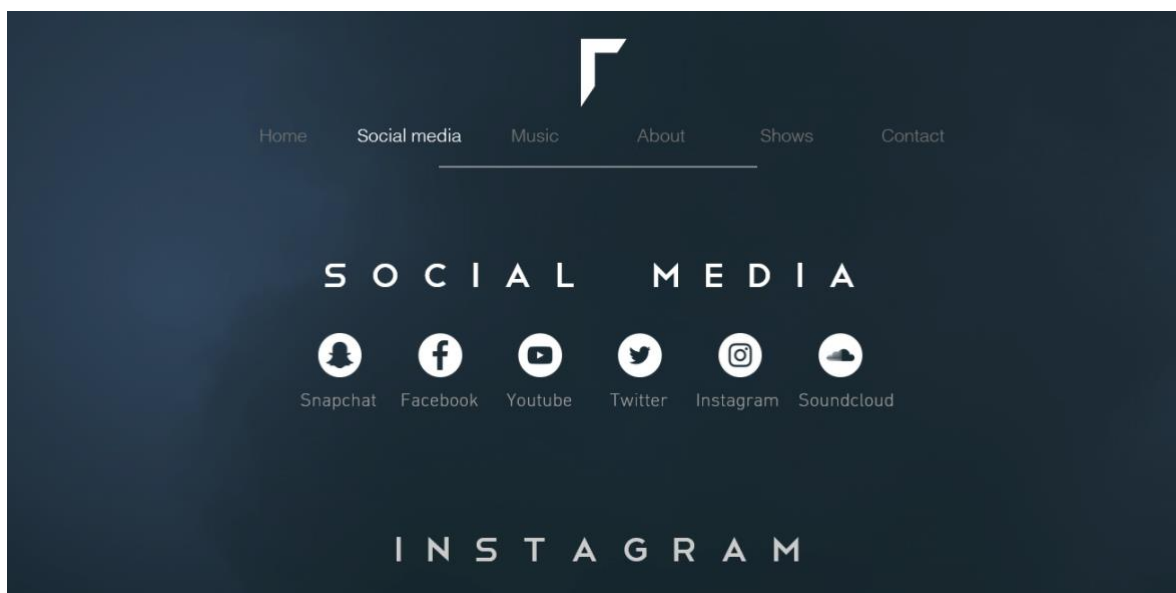 Home Social media Music About Shows Contact
SOCIAL MEDIA
Snapchat Facebook Youtube Twitter Instagram Soundcloud
INSTAGRAM